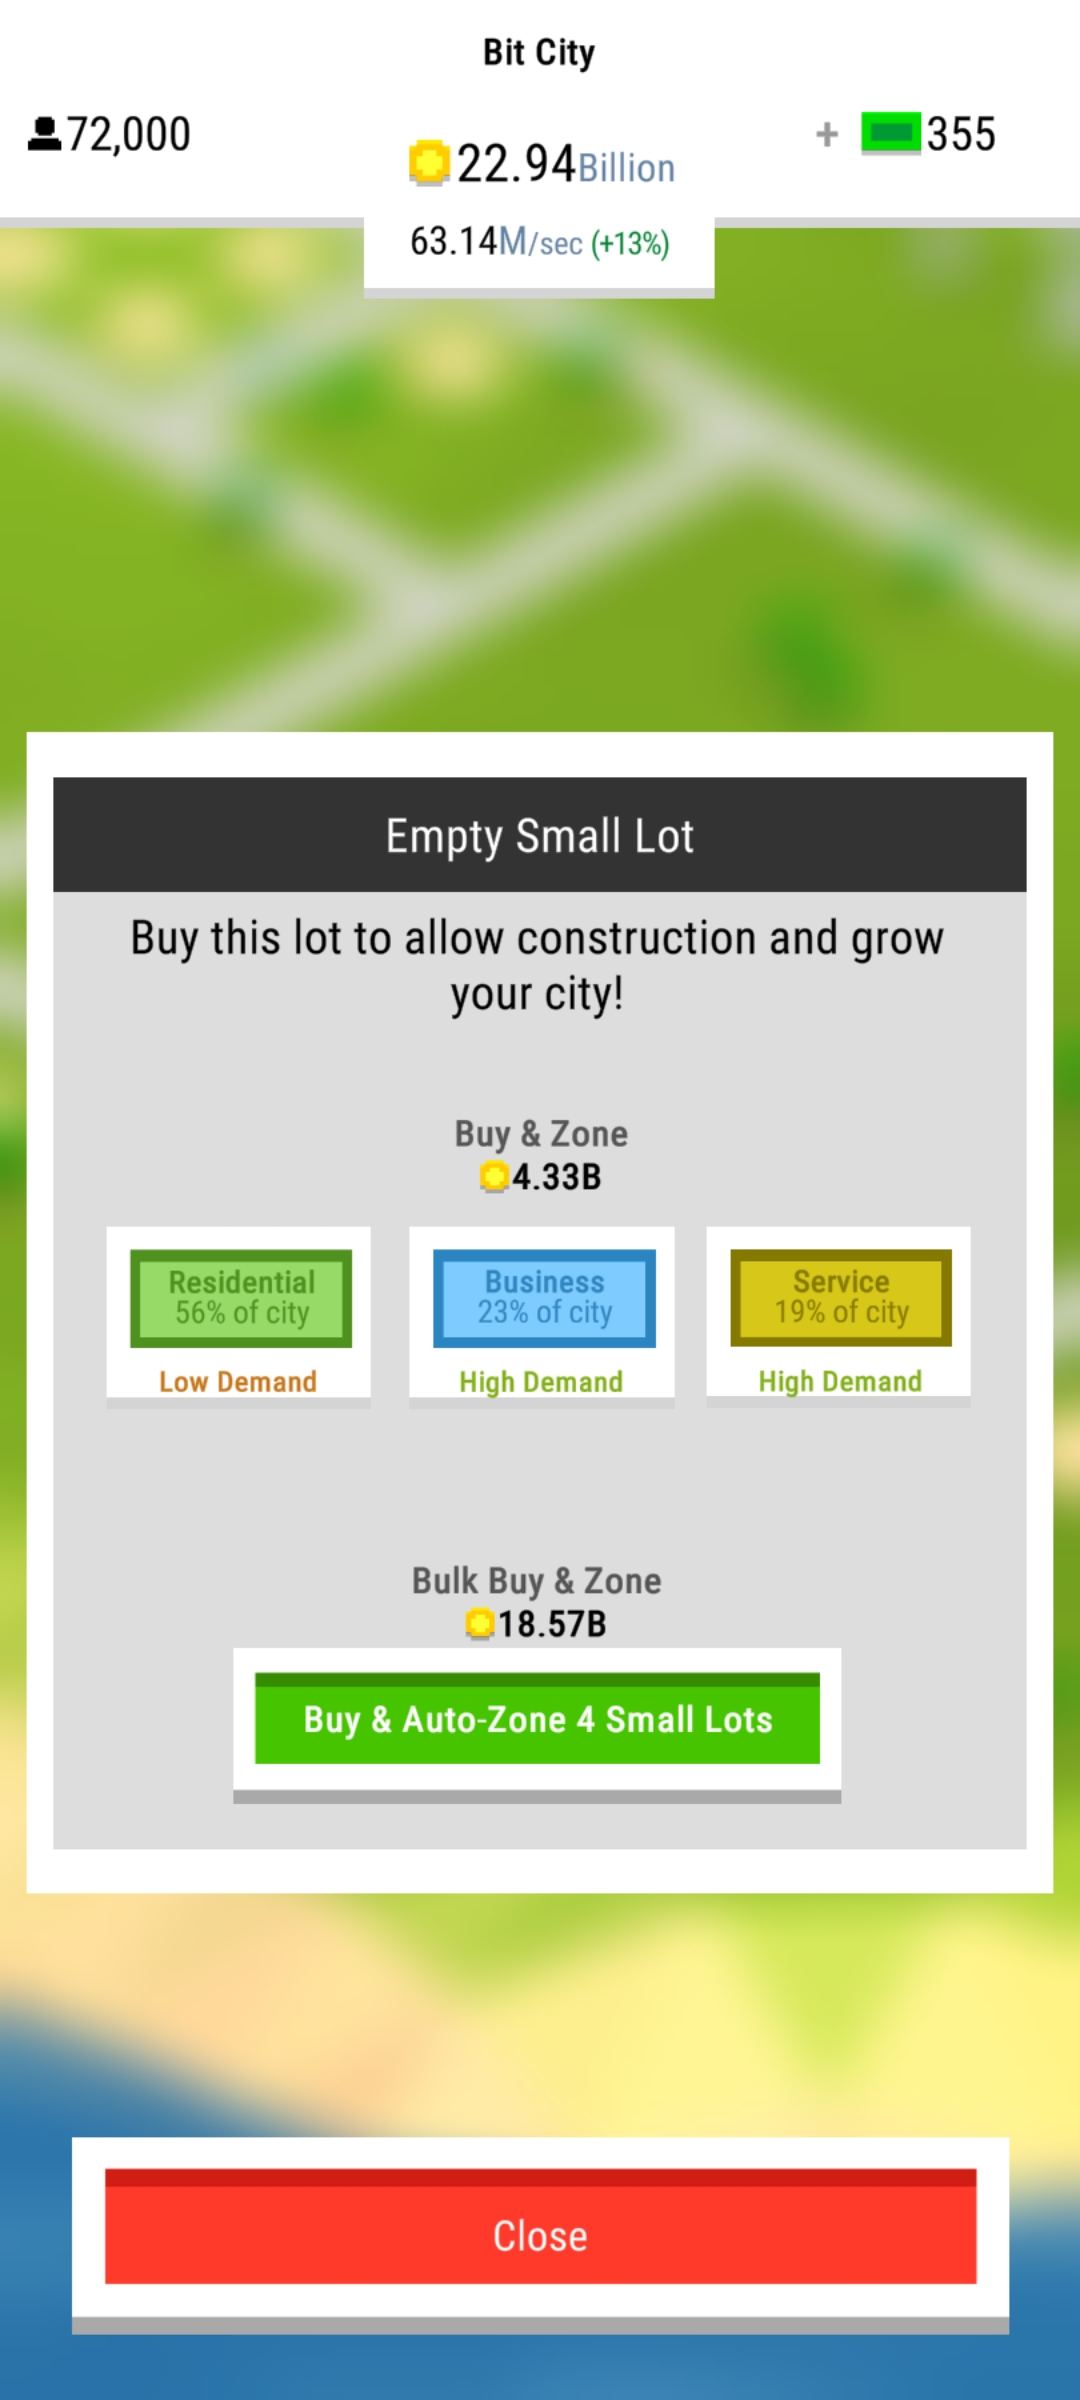 Bit City
72,000
22.94Billion
+ 355
63.14M/sec (+13%)
Empty Small Lot
Buy this lot to allow construction and grow
your city!
Buy & Zone
4.33B
Residential
56% of city
Low Demand
Business
23% of city
High Demand
Service
19% of city
High Demand
Bulk Buy & Zone
18.57B
Buy & Auto-Zone 4 Small Lots
Close